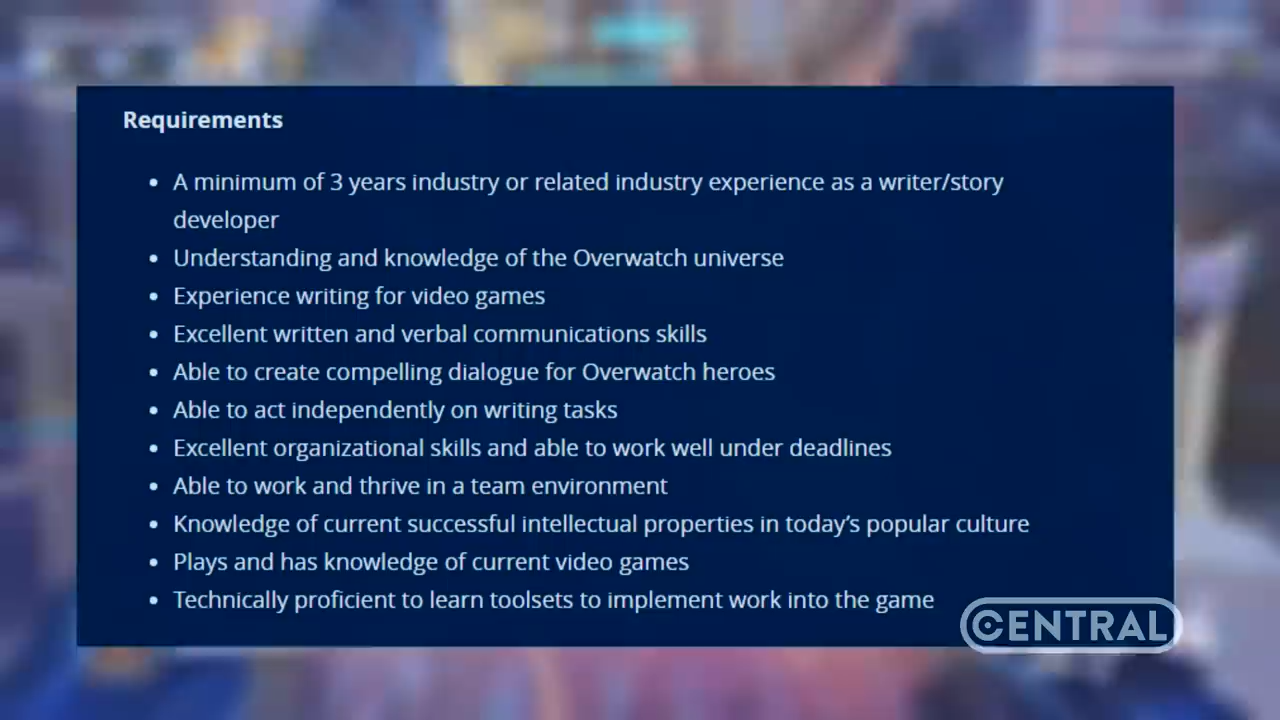 Requirements
• A minimum of 3 years industry or related industry experience as a writer/story
developer
• Understanding and knowledge of the Overwatch universe
• Experience writing for video games
• Excellent written and verbal communications skills
• Able to create compelling dialogue for Overwatch heroes
• Able to act independently on writing tasks
• Excellent organizational skills and able to work well under deadlines
• Able to work and thrive in a team environment
• Knowledge of current successful intellectual properties in today’s popular culture
• Plays and has knowledge of current video games
• Technically proficient to learn toolsets to implement work into the game
CENTRAL